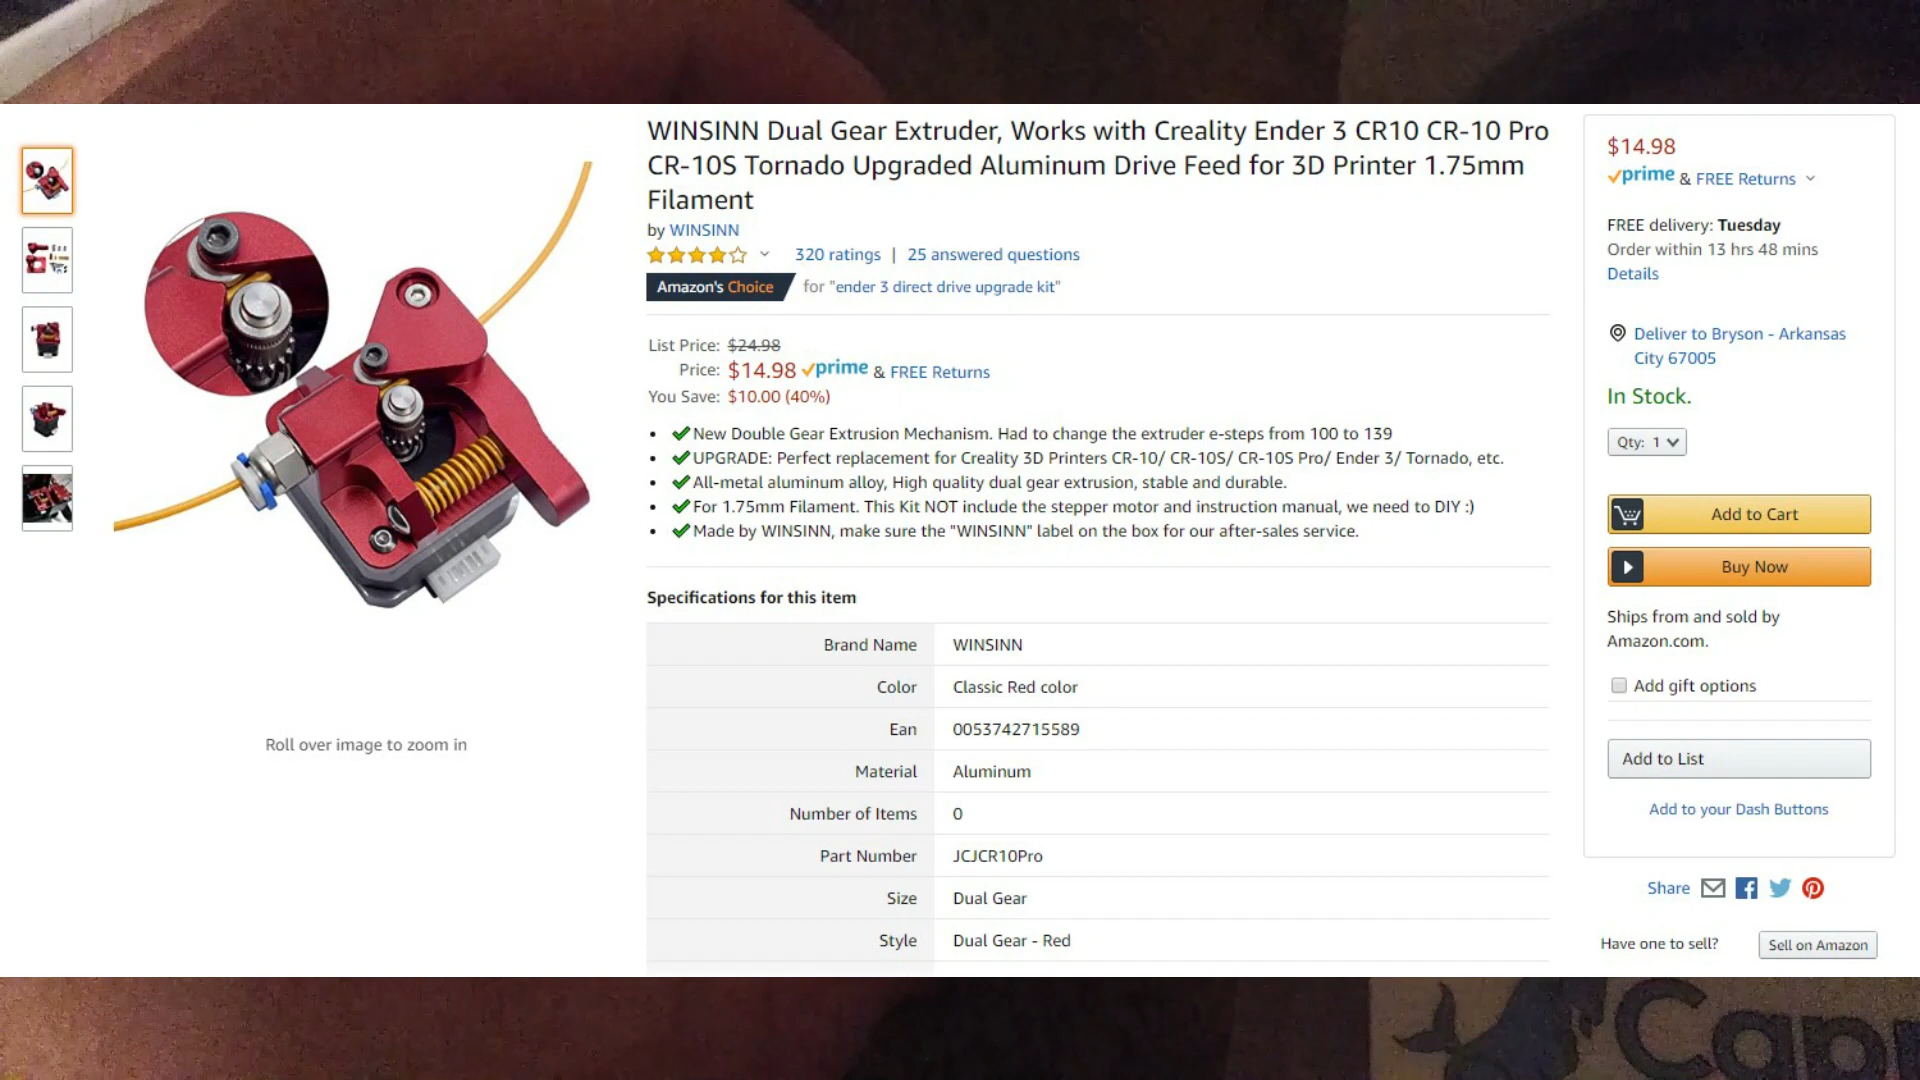 WINSINN Dual Gear Extruder, Works with Creality Ender 3 CR10 CR-10 Pro
CR-10S Tornado Upgraded Aluminum Drive Feed for 3D Printer 1.75mm
Filament
by WINSINN
320 ratings | 25 answered questions
Amazon's Choice for "ender 3 direct drive upgrade kit"
List Price: $24.98
Price: $14.98 prime & FREE Returns
You Save: $10.00 (40%)
• New Double Gear Extrusion Mechanism. Had to change the extruder e-steps from 100 to 139
• UPGRADE: Perfect replacement for Creality 3D Printers CR-10/ CR-10S/ CR-10S Pro/ Ender 3/ Tornado, etc.
• All-metal aluminum alloy, High quality dual gear extrusion, stable and durable.
• For 1.75mm Filament. This Kit NOT include the stepper motor and instruction manual, we need to DIY :)
• Made by WINSINN, make sure the "WINSINN" label on the box for our after-sales service.
Specifications for this item
Brand Name WINSINN
Color Classic Red color
Ean 0053742715589
Material Aluminum
Number of Items 0
Part Number JCJCR10Pro
Size Dual Gear
Style Dual Gear - Red
Roll over image to zoom in
$14.98
prime & FREE Returns
FREE delivery: Tuesday
Order within 13 hrs 48 mins
Details
Deliver to Bryson - Arkansas
City 67005
In Stock.
Qty: 1
Add to Cart
Buy Now
Ships from and sold by
Amazon.com.
Add gift options
Add to List
Add to your Dash Buttons
Share
Have one to sell? Sell on Amazon